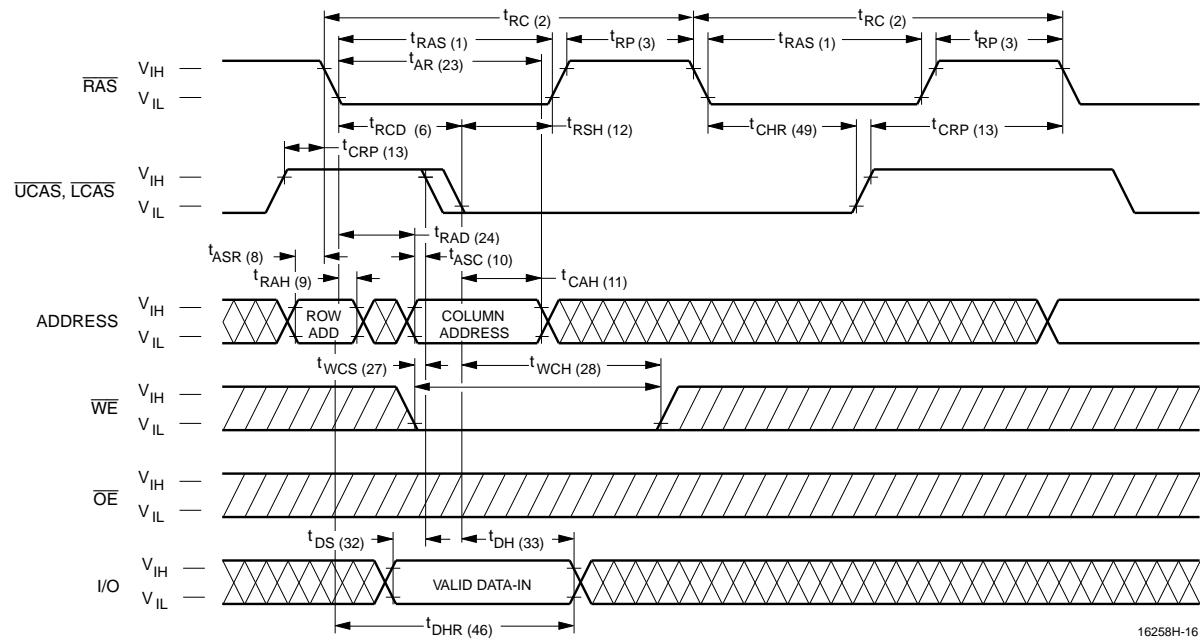 tRC (2) tRC (2)
tRAS (1) tRP (3) tRAS (1) tRP (3)
tAR (23)
RAS VIH
VIL
tRCD (6) tRSH (12) tCHR (49) tCRP (13)
tCRP (13)
UCAS, LCAS VIH
VIL
tRAD (24)
tASR (8) tASC (10)
tRAH (9) tCAH (11)
ADDRESS VIH
VIL
ROW
ADD
COLUMN
ADDRESS
tWCS (27) tWCH (28)
WE VIH
VIL
OE VIH
VIL
tDS (32) tDH (33)
I/O VIH
VIL
VALID DATA-IN
tDHR (46)
16258H-16